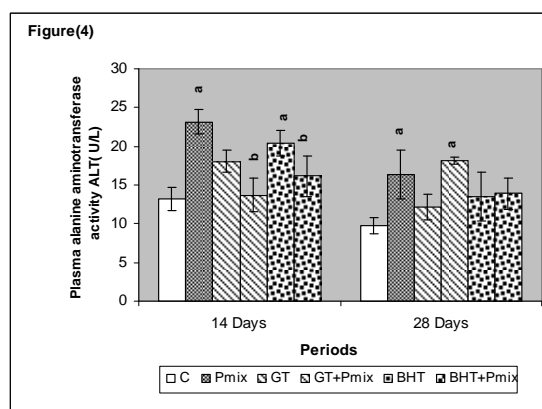 Figure(4)
Plasma alanine aminotransferase
activity ALT( U/L)
30
25
20
15
10
5
0
a
b
a
b
a
a
14 Days
28 Days
Periods
C
Pmix
GT
GT+Pmix
BHT
BHT+Pmix